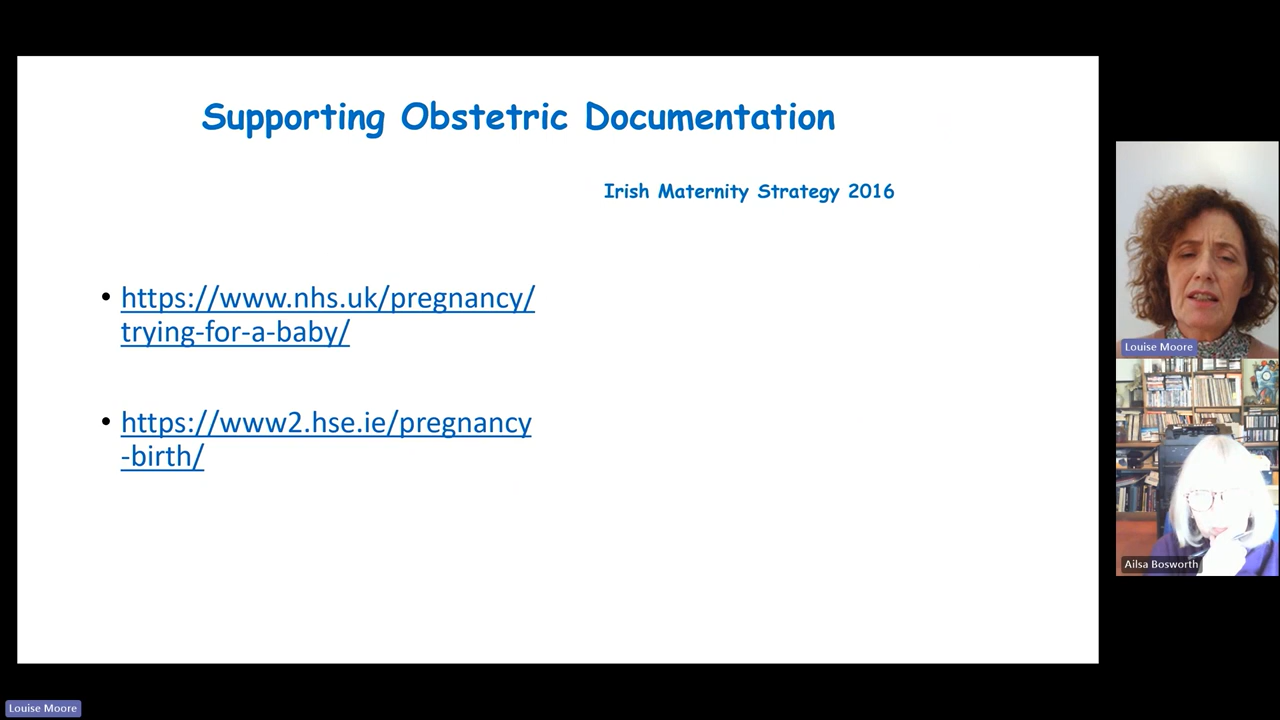 Supporting Obstetric Documentation
Irish Maternity Strategy 2016
• https://www.nhs.uk/pregnancy/
trying-for-a-baby/
• https://www2.hse.ie/pregnancy
-birth/
Louise Moore
Ailsa Bosworth
Louise Moore